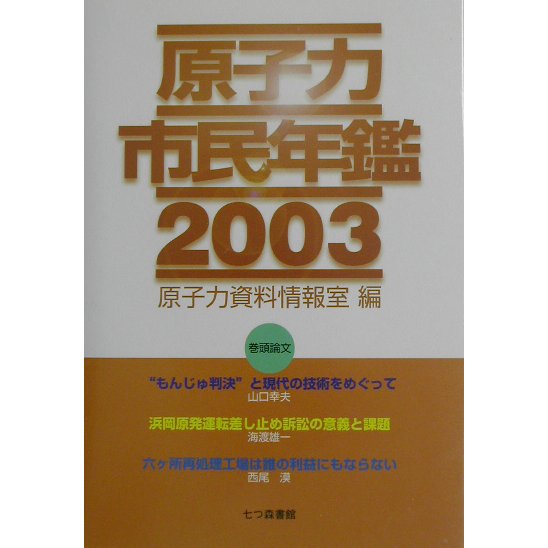 原子力
市民年鑑
2003
原子力資料情報室 編
巻頭論文
“もんじゅ判決”と現代の技術をめぐって
山口幸夫
浜岡原発運転差し止め訴訟の意義と課題
海渡雄一
六ヶ所再処理工場は誰の利益にもならない
西尾 漠
七つ森書館